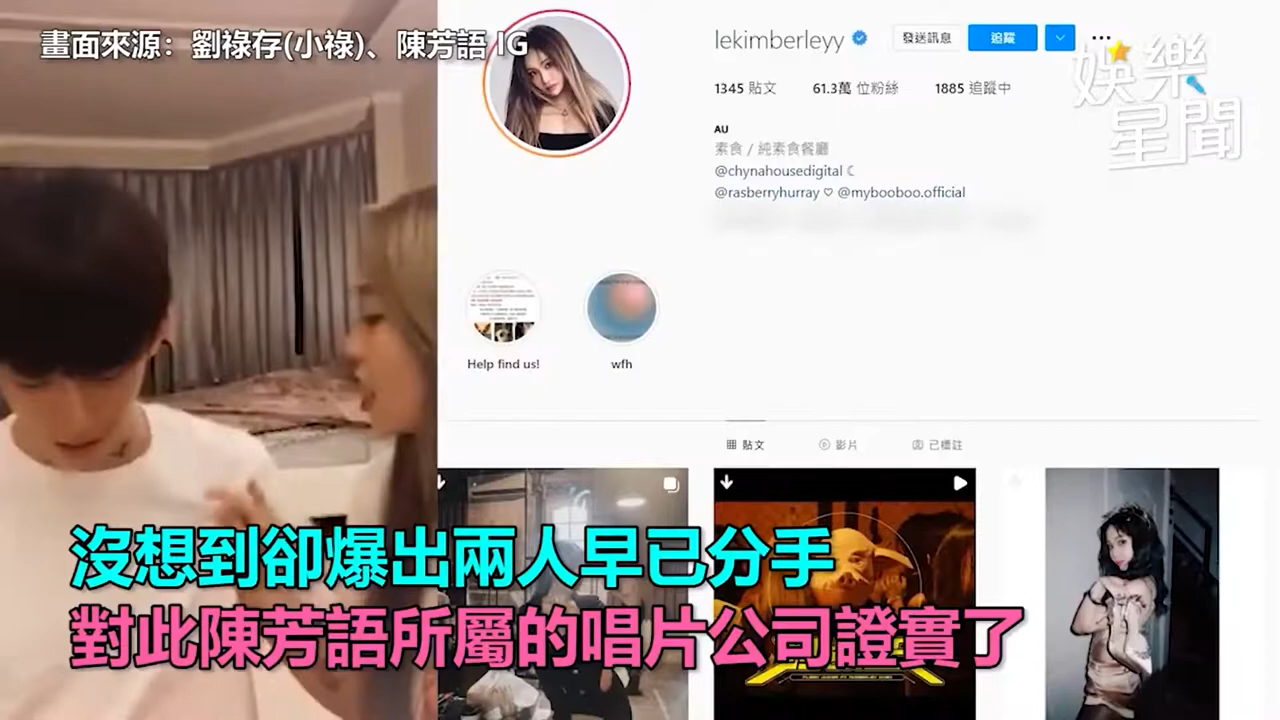 畫面來源：劉祿存(小祿)、陳芳語 IG
lekimberleyy
發送訊息
追蹤
1345 貼文
61.3萬 位粉絲
1885 追蹤中
娛樂
星聞
AU
素食 / 純素食餐廳
@chynahousedigital ☾
@rasberryhurray ♡ @mybooboo.official
Help find us!
wfh
貼文
影片
已標註
沒想到卻爆出兩人早已分手
對此陳芳語所屬的唱片公司證實了